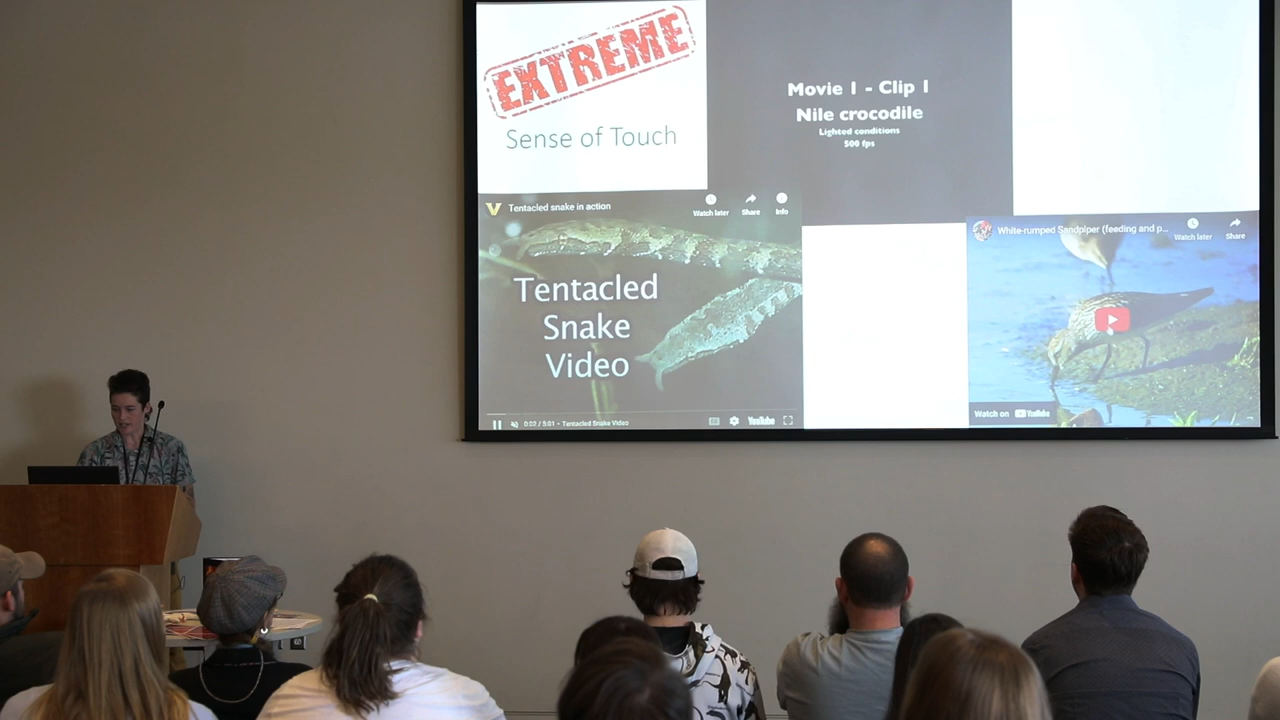 EXTREME
Sense of Touch
Movie 1 - Clip 1
Nile crocodile
Lighted conditions
500 fps
Tentacled snake in action
Watch later
Share
Info
Tentacled
Snake
Video
0:02 / 5:01 • Tentacled Snake Video
YouTube
White-rumped Sandpiper (feeding and p...
Watch later
Share
Watch on YouTube